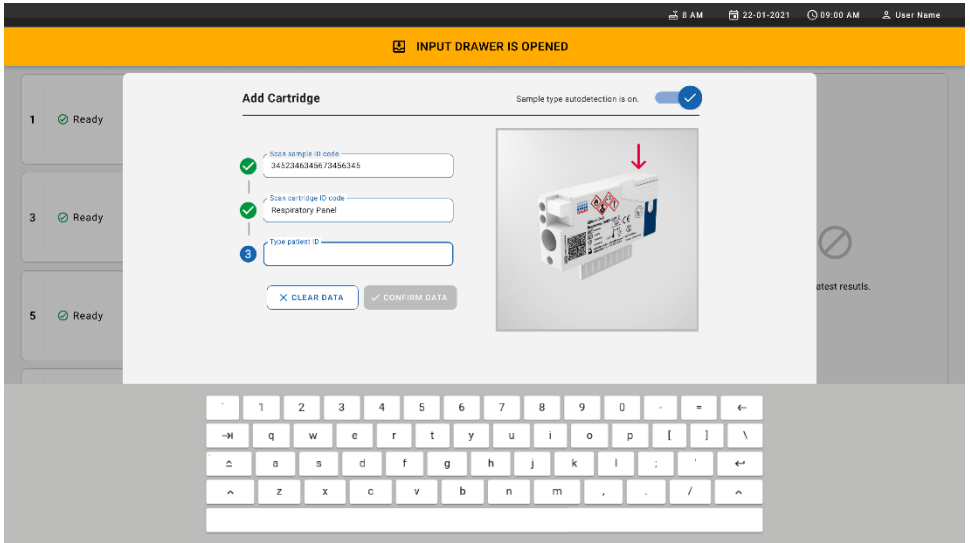 8 AM 22-01-2021 09:00 AM User Name
INPUT DRAWER IS OPENED
Add Cartridge
Sample type autodetection is on.
1 Ready
3 Ready
5 Ready
Scan sample ID code
3452346345673456345
Scan cartridge ID code
Respiratory Panel
Type patient ID
3
CLEAR DATA
CONFIRM DATA
atest resutls.
` 1 2 3 4 5 6 7 8 9 0 - =
q w e r t y u i o p [ ] \
a s d f g h j k l ; '
z x c v b n m , . /